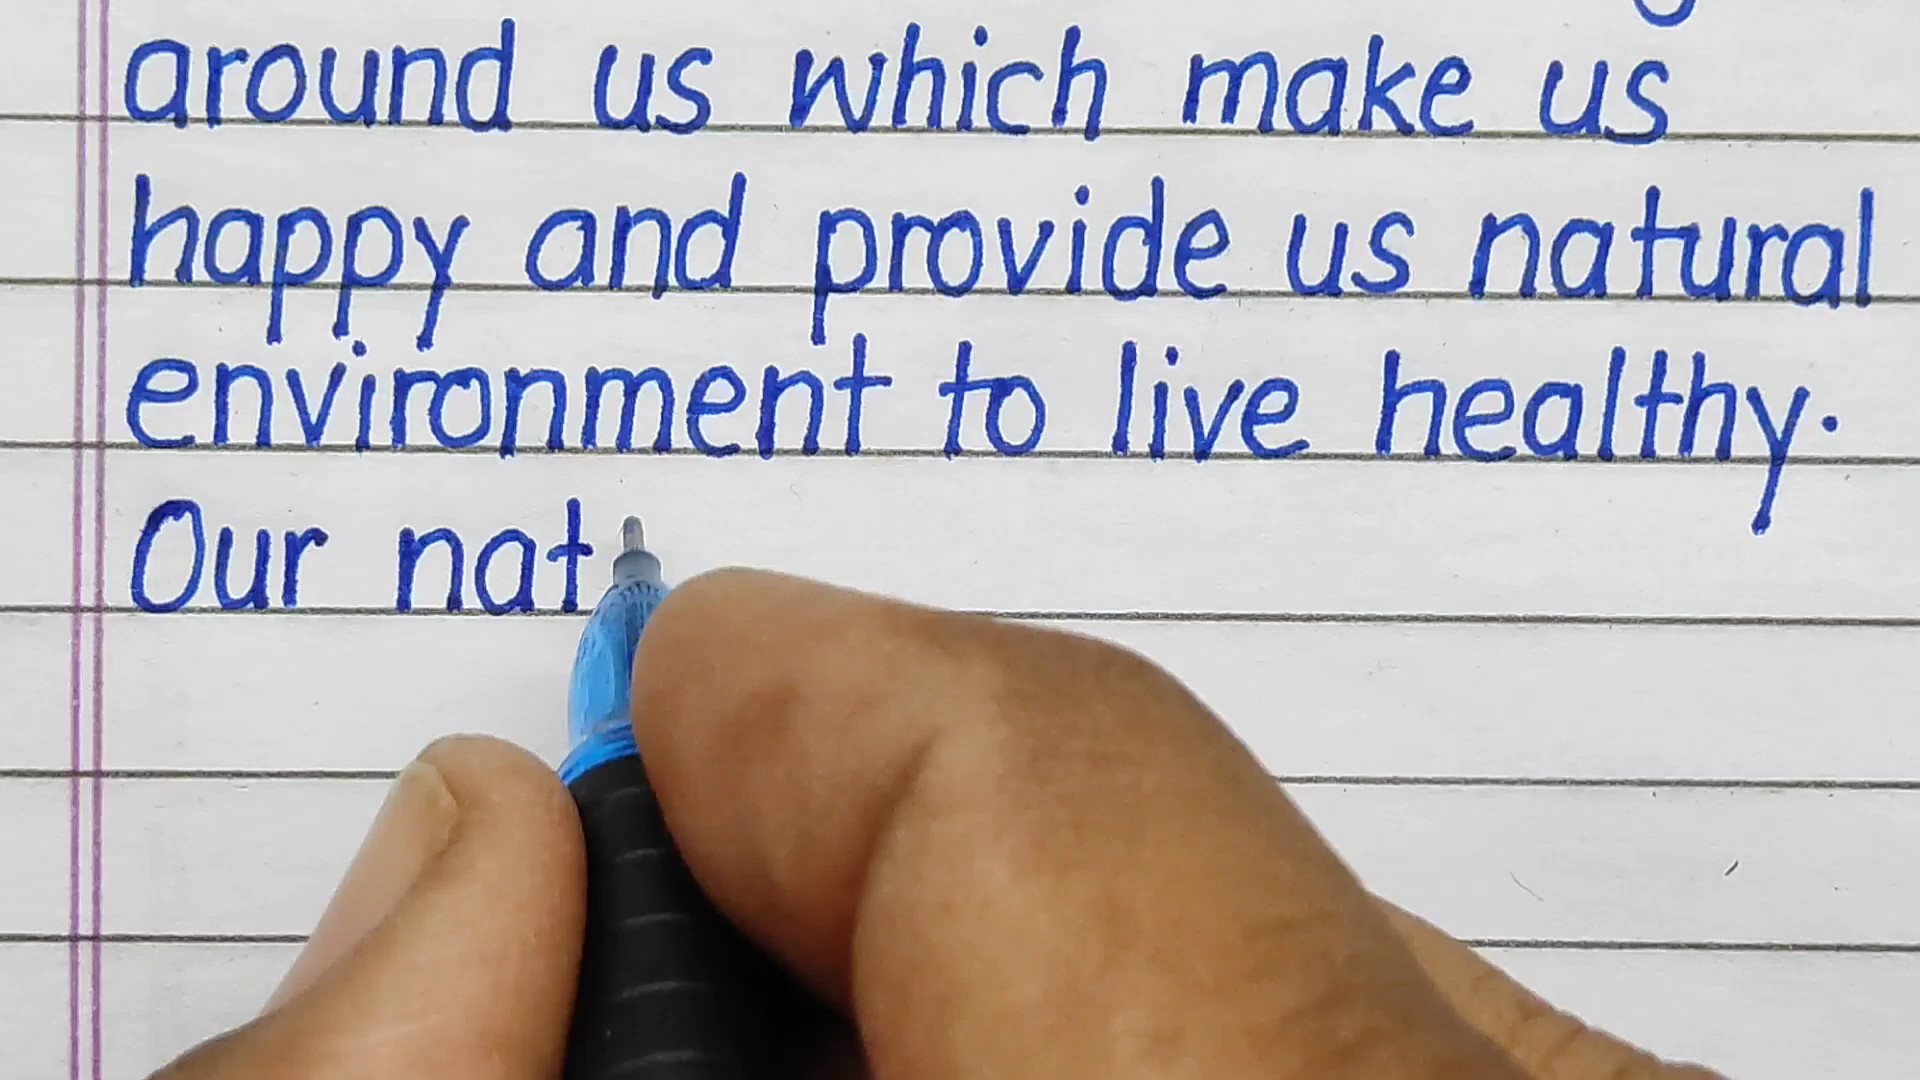 around us which make us
happy and provide us natural
environment to live healthy.
Our nat